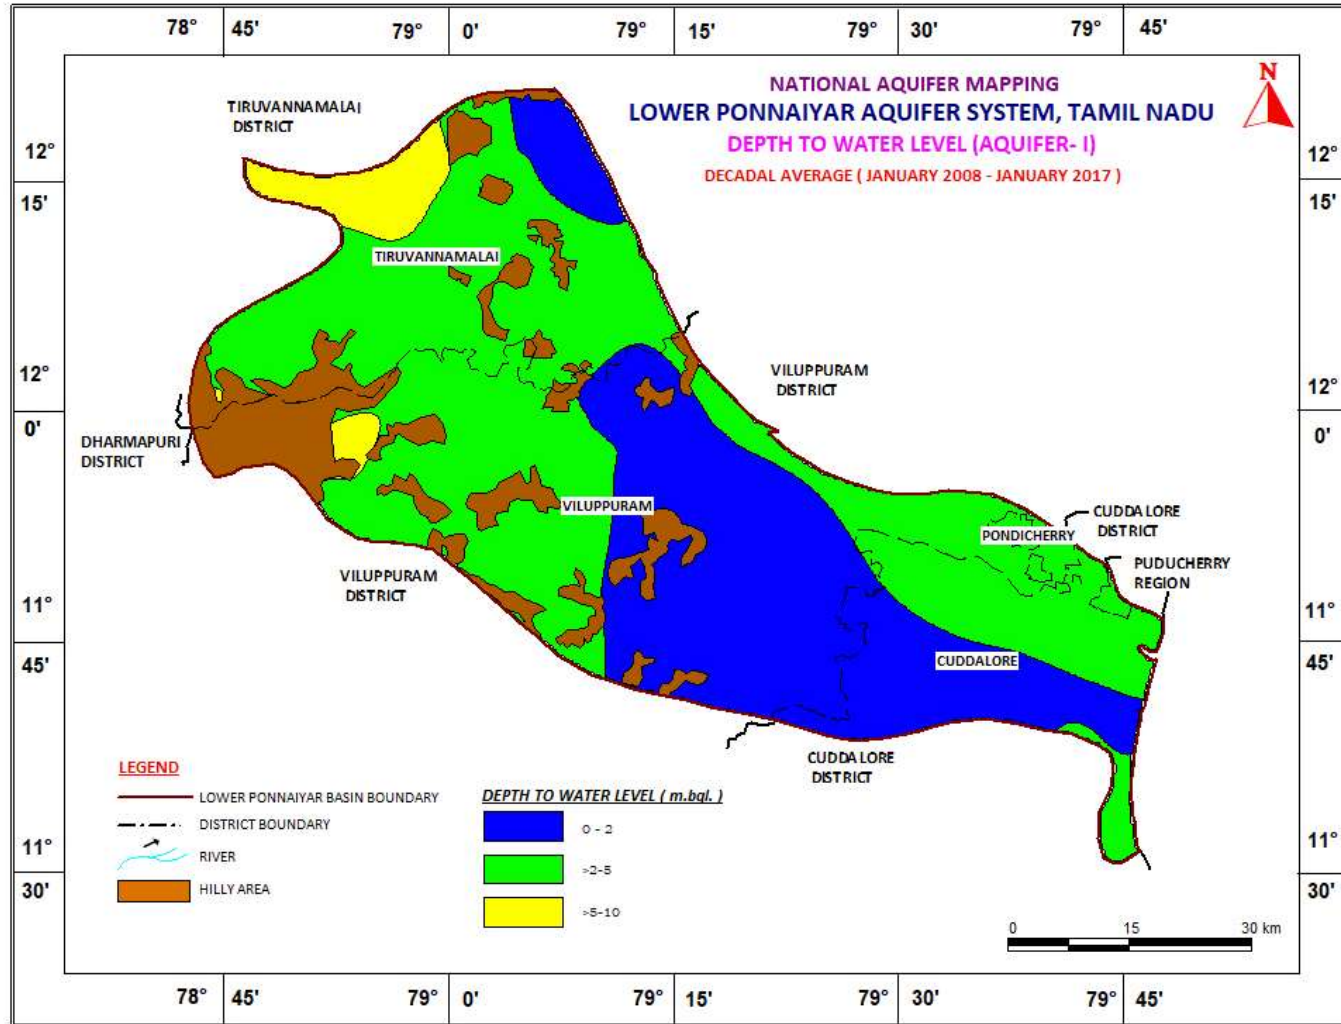 78° 45' 79° 0' 79° 15' 79° 30' 79° 45'
N
NATIONAL AQUIFER MAPPING
LOWER PONNAIYAR AQUIFER SYSTEM, TAMIL NADU
DEPTH TO WATER LEVEL (AQUIFER- I)
DECADAL AVERAGE ( JANUARY 2008 - JANUARY 2017 )
TIRUVANNAMALAI
DISTRICT
12° 12°
15' 15'
TIRUVANNAMALAI
VILUPPURAM
DISTRICT
12° 12°
0' 0'
DHARMAPURI
DISTRICT
VILUPPURAM
CUDDALORE
DISTRICT
PONDICHERRY
PUDUCHERRY
REGION
VILUPPURAM
DISTRICT
11° 11°
45' 45'
CUDDALORE
CUDDALORE
DISTRICT
LEGEND
LOWER PONNAIYAR BASIN BOUNDARY
DISTRICT BOUNDARY
RIVER
HILLY AREA
DEPTH TO WATER LEVEL ( m.bgl. )
0 - 2
>2-5
>5-10
11° 11°
30' 30'
0 15 30 km
78° 45' 79° 0' 79° 15' 79° 30' 79° 45'